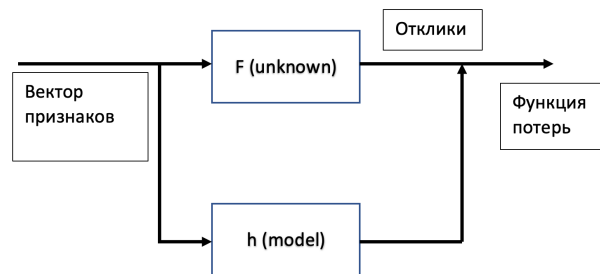 Отклики
F (unknown)
Вектор
признаков
Функция
потерь
h (model)